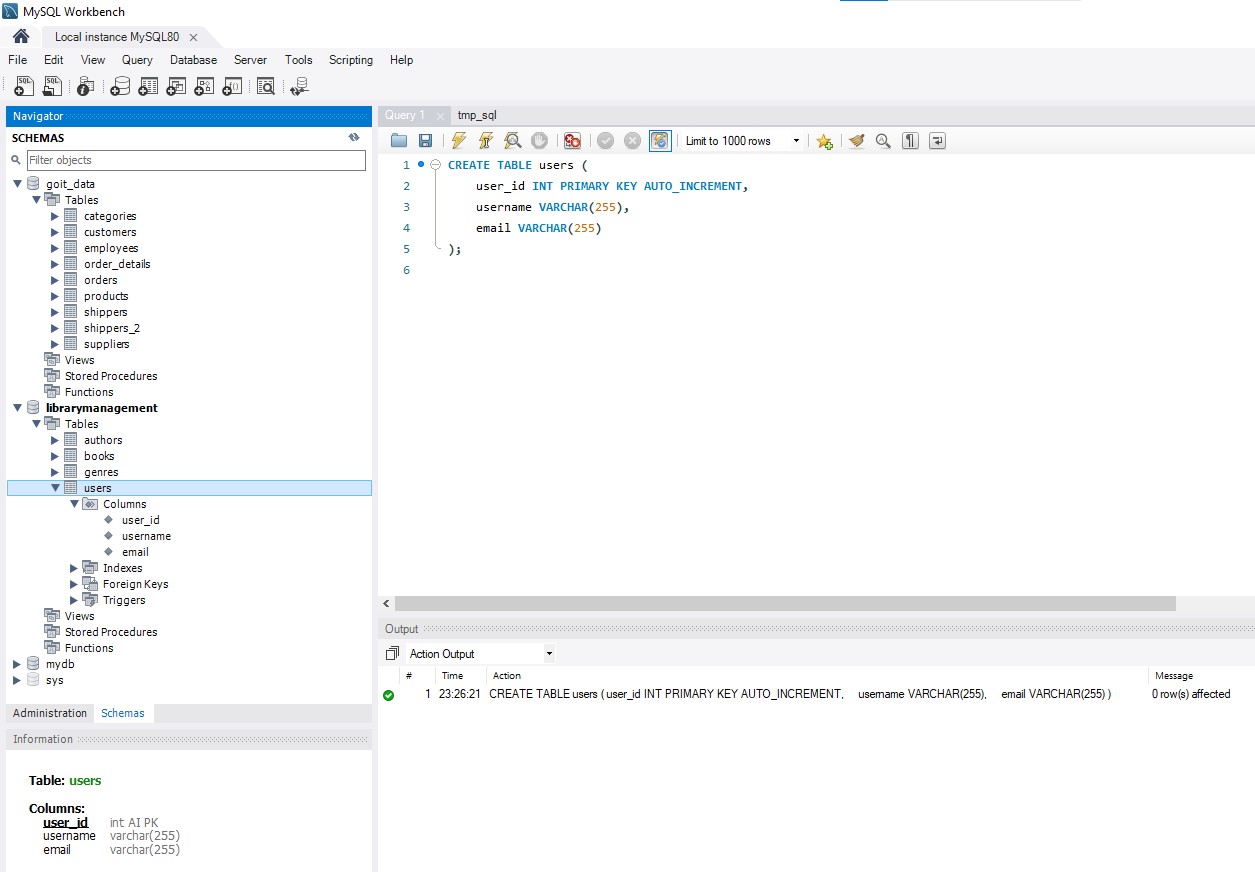 MySQL Workbench
Local instance MySQL80
File Edit View Query Database Server Tools Scripting Help
Navigator
SCHEMAS
Filter objects
goit_data
Tables
categories
customers
employees
order_details
orders
products
shippers
shippers_2
suppliers
Views
Stored Procedures
Functions
librarymanagement
Tables
authors
books
genres
users
Columns
user_id
username
email
Indexes
Foreign Keys
Triggers
Views
Stored Procedures
Functions
mydb
sys
Administration Schemas
Information
Table: users
Columns:
user_id int AI PK
username varchar(255)
email varchar(255)
Query 1 tmp_sql
Limit to 1000 rows
1 CREATE TABLE users (
2 user_id INT PRIMARY KEY AUTO_INCREMENT,
3 username VARCHAR(255),
4 email VARCHAR(255)
5 );
6
Output
Action Output
# Time Action Message
1 23:26:21 CREATE TABLE users ( user_id INT PRIMARY KEY AUTO_INCREMENT, username VARCHAR(255), email VARCHAR(255) ) 0 row(s) affected